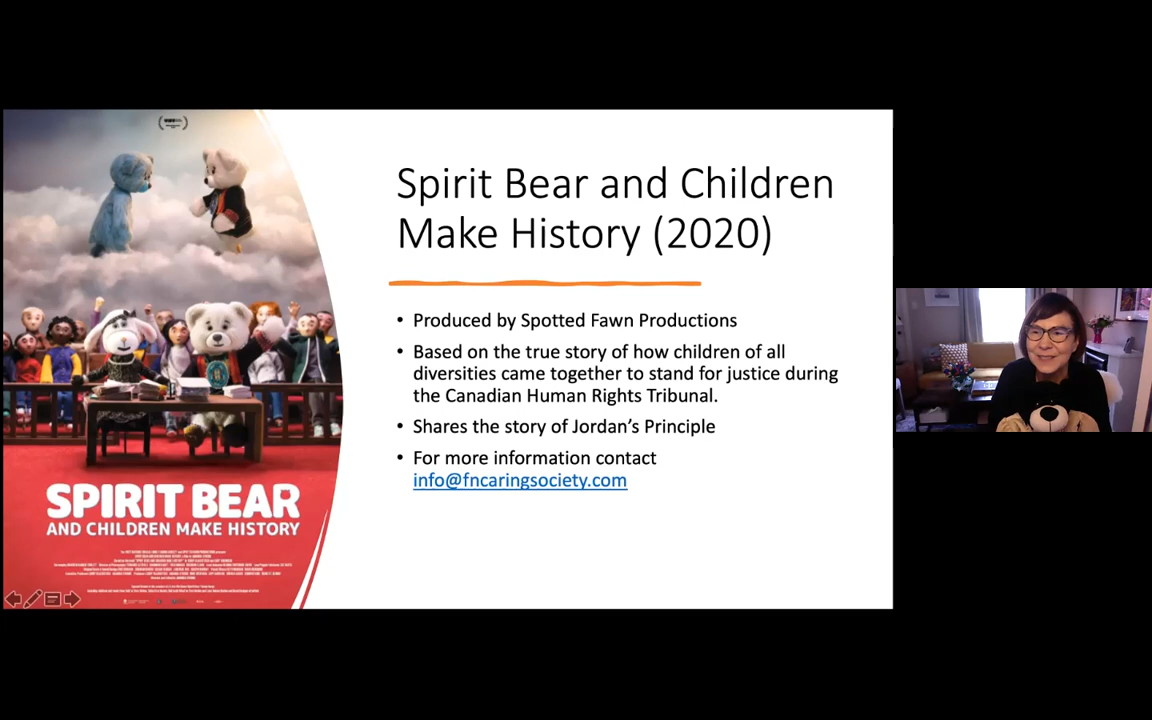 Spirit Bear and Children
Make History (2020)
• Produced by Spotted Fawn Productions
• Based on the true story of how children of all
diversities came together to stand for justice during
the Canadian Human Rights Tribunal.
• Shares the story of Jordan’s Principle
• For more information contact
info@fncaringsociety.com
SPIRIT BEAR
AND CHILDREN MAKE HISTORY